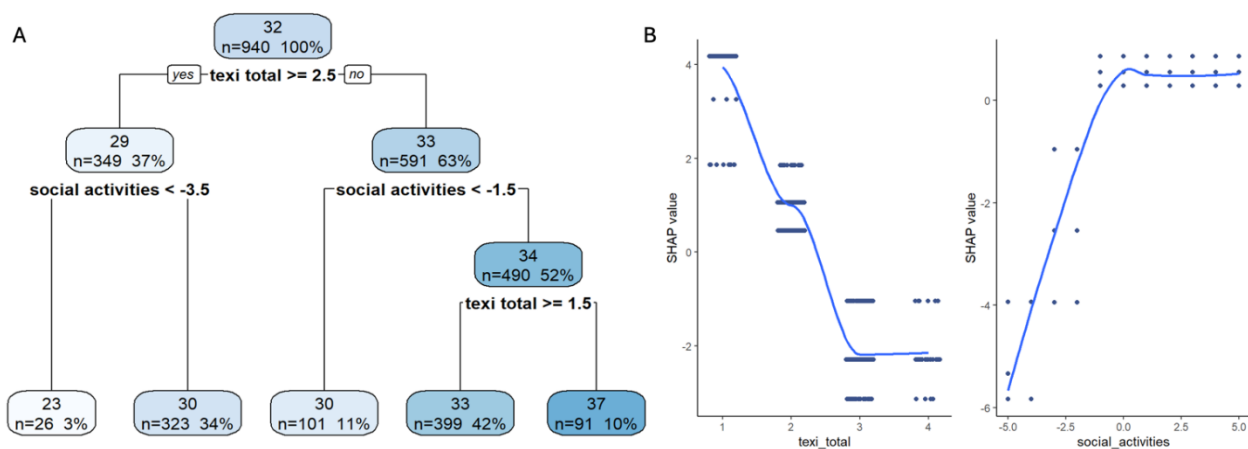 A
32
n=940 100%
yes texi total >= 2.5 no
29
n=349 37%
33
n=591 63%
social activities < -3.5
social activities < -1.5
34
n=490 52%
texi total >= 1.5
23
n=26 3%
30
n=323 34%
30
n=101 11%
33
n=399 42%
37
n=91 10%
B
SHAP value
4
2
0
-2
1 2 3 4
texi_total
SHAP value
0
-2
-4
-6
-5.0 -2.5 0.0 2.5 5.0
social_activities